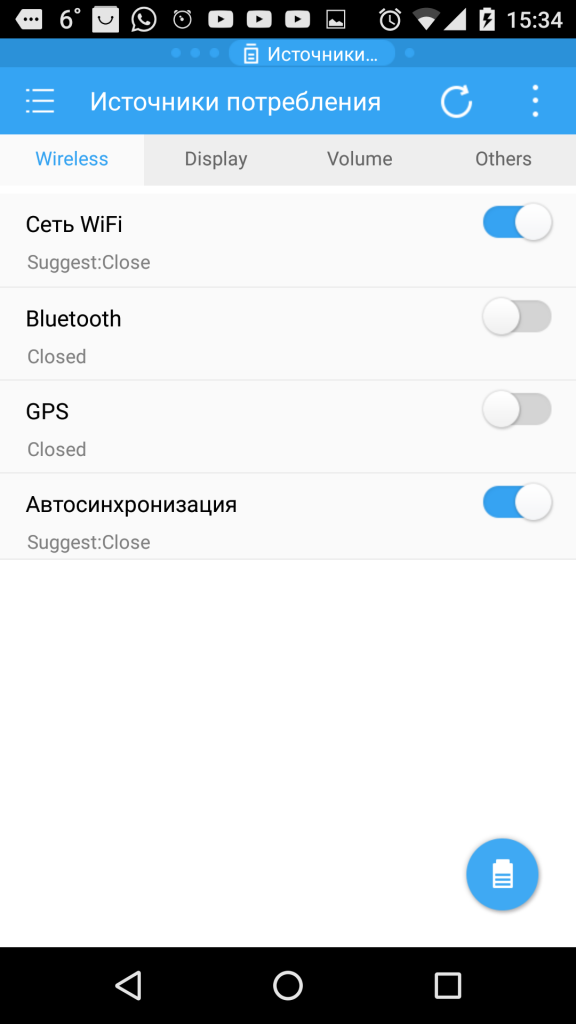 6° 15:34
Источники...
Источники потребления
Wireless Display Volume Others
Сеть WiFi
Suggest:Close
Bluetooth
Closed
GPS
Closed
Автосинхронизация
Suggest:Close